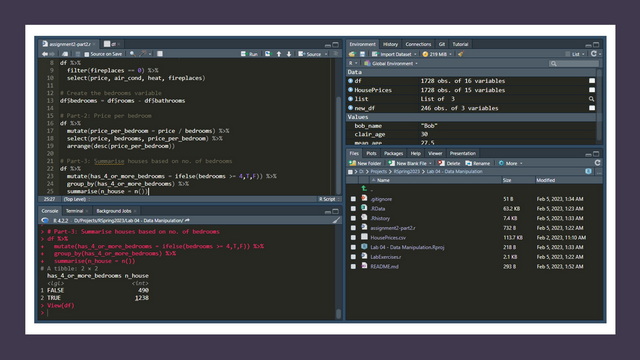 assignment2-part2.r
df
Source on Save
Run
Source
8 df %>%
9 filter(fireplaces == 0) %>%
10 select(price, air_cond, heat, fireplaces)
11
12 # Create the bedrooms variable
13 df$bedrooms = df$rooms - df$bathrooms
14
15 # Part-2: Price per bedroom
16 df %>%
17 mutate(price_per_bedroom = price / bedrooms) %>%
18 select(price, bedrooms, price_per_bedroom) %>%
19 arrange(desc(price_per_bedroom))
20
21 # Part-3: Summarise houses based on no. of bedrooms
22 df %>%
23 mutate(has_4_or_more_bedrooms = ifelse(bedrooms >= 4,T,F)) %>%
24 group_by(has_4_or_more_bedrooms) %>%
25 summarise(n_house = n())
25:27 (Top Level) R Script
Console Terminal Background Jobs
R 4.2.2 D:/Projects/RSpring2023/Lab 04 - Data Manipulation/
> # Part-3: Summarise houses based on no. of bedrooms
> df %>%
+ mutate(has_4_or_more_bedrooms = ifelse(bedrooms >= 4,T,F)) %>%
+ group_by(has_4_or_more_bedrooms) %>%
+ summarise(n_house = n())
# A tibble: 2 × 2
has_4_or_more_bedrooms n_house
<lgl> <int>
1 FALSE 490
2 TRUE 1238
> View(df)
>
Environment History Connections Git Tutorial
Import Dataset 219 MiB List
R Global Environment
Data
df 1728 obs. of 16 variables
HousePrices 1728 obs. of 15 variables
list List of 3
new_df 246 obs. of 3 variables
Values
bob_name "Bob"
clair_age 30
mean_age 27.5
Files Plots Packages Help Viewer Presentation
New Folder New Blank File Delete Rename More
D: Projects RSpring2023 Lab 04 - Data Manipulation
Name Size Modified
..
.gitignore 51 B Feb 5, 2023, 1:34 AM
.RData 63.2 KB Feb 5, 2023, 1:52 AM
.Rhistory 7.4 KB Feb 5, 2023, 1:33 AM
assignment2-part2.r 732 B Feb 5, 2023, 1:22 AM
HousePrices.csv 113.7 KB Feb 2, 2023, 11:10 AM
Lab 04 - Data Manipulation.Rproj 218 B Feb 5, 2023, 1:53 AM
LabExercises.r 2.1 KB Feb 5, 2023, 1:22 AM
README.md 293 B Feb 5, 2023, 1:52 AM